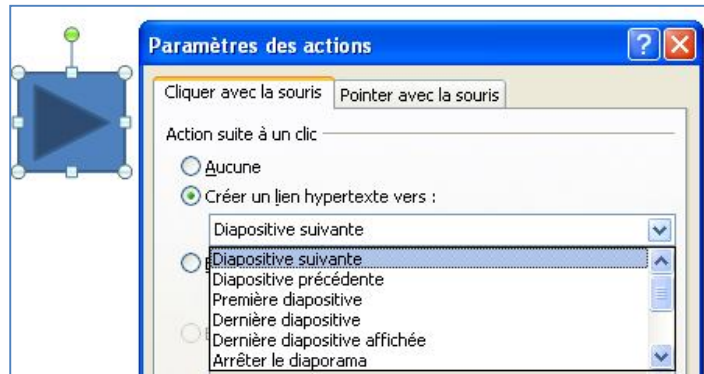 Paramètres des actions
Cliquer avec la souris
Pointer avec la souris
Action suite à un clic
Aucune
Créer un lien hypertexte vers :
Diapositive suivante
Diapositive suivante
Diapositive précédente
Première diapositive
Dernière diapositive
Dernière diapositive affichée
Arrêter le diaporama